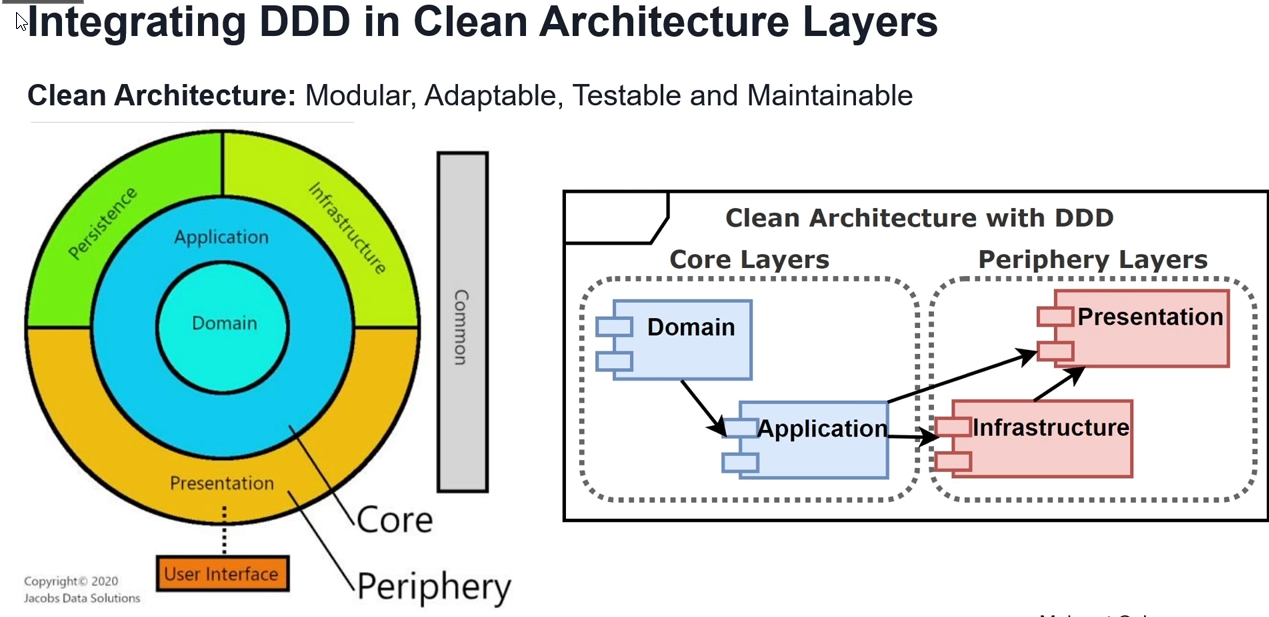 Integrating DDD in Clean Architecture Layers
Clean Architecture: Modular, Adaptable, Testable and Maintainable
Persistence
Infrastructure
Application
Domain
Presentation
User Interface
Core
Periphery
Common
Copyright© 2020
Jacobs Data Solutions
Clean Architecture with DDD
Core Layers
Periphery Layers
Domain
Application
Presentation
Infrastructure